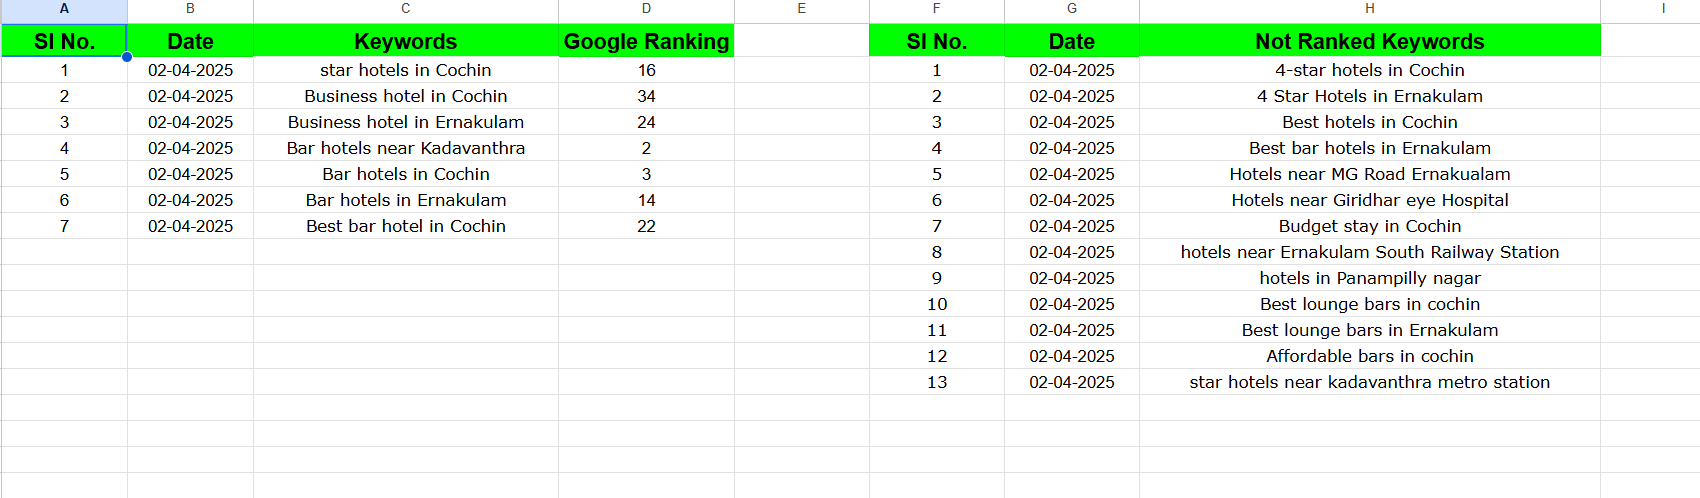 A B C D E F G H I
Sl No. Date Keywords Google Ranking Sl No. Date Not Ranked Keywords
1 02-04-2025 star hotels in Cochin 16 1 02-04-2025 4-star hotels in Cochin
2 02-04-2025 Business hotel in Cochin 34 2 02-04-2025 4 Star Hotels in Ernakulam
3 02-04-2025 Business hotel in Ernakulam 24 3 02-04-2025 Best hotels in Cochin
4 02-04-2025 Bar hotels near Kadavanthra 2 4 02-04-2025 Best bar hotels in Ernakulam
5 02-04-2025 Bar hotels in Cochin 3 5 02-04-2025 Hotels near MG Road Ernakualam
6 02-04-2025 Bar hotels in Ernakulam 14 6 02-04-2025 Hotels near Giridhar eye Hospital
7 02-04-2025 Best bar hotel in Cochin 22 7 02-04-2025 Budget stay in Cochin
8 02-04-2025 hotels near Ernakulam South Railway Station
9 02-04-2025 hotels in Panampilly nagar
10 02-04-2025 Best lounge bars in cochin
11 02-04-2025 Best lounge bars in Ernakulam
12 02-04-2025 Affordable bars in cochin
13 02-04-2025 star hotels near kadavanthra metro station